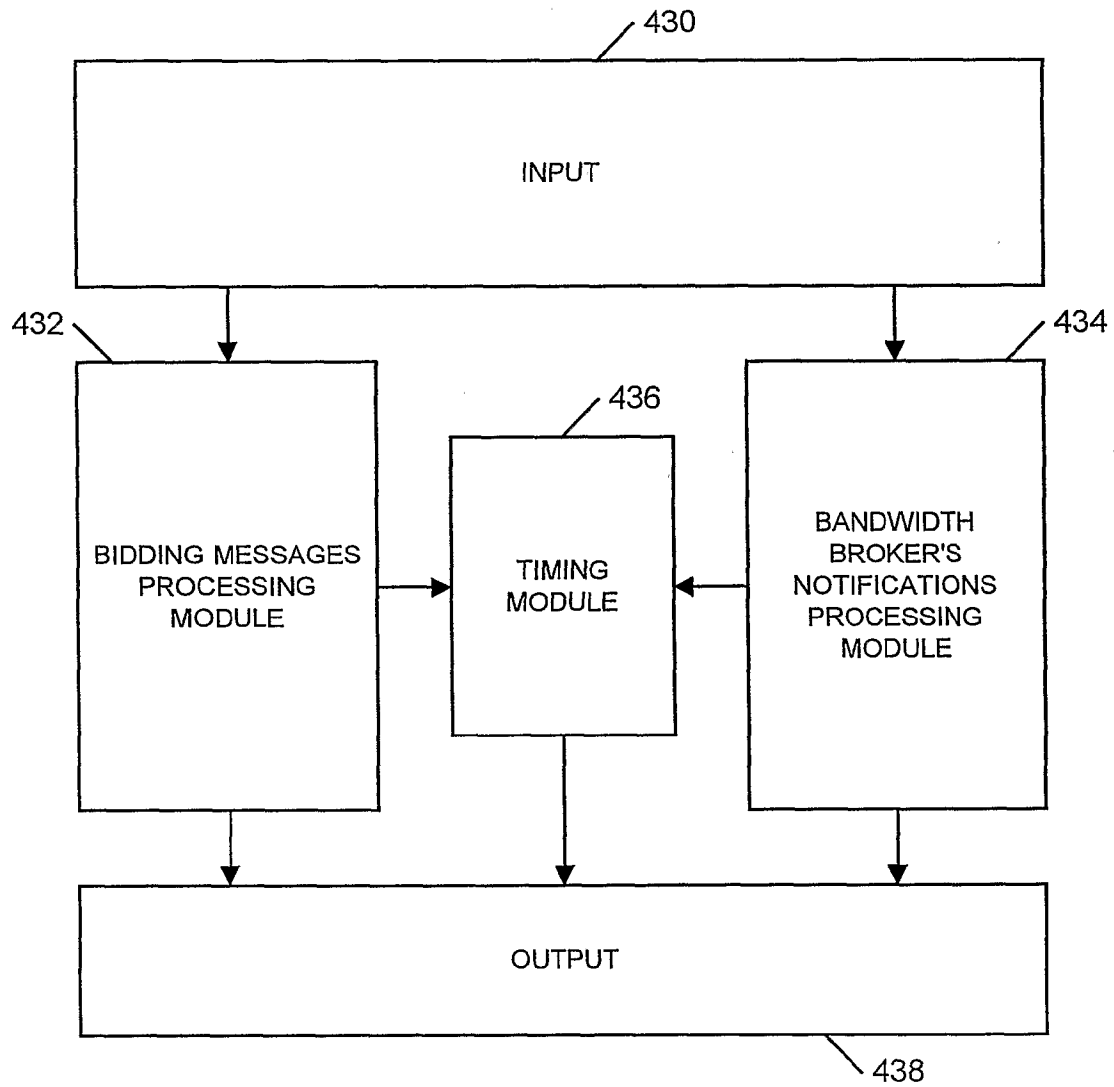 430
INPUT
432
434
436
BIDDING MESSAGES
PROCESSING
MODULE
TIMING
MODULE
BANDWIDTH
BROKER'S
NOTIFICATIONS
PROCESSING
MODULE
OUTPUT
438